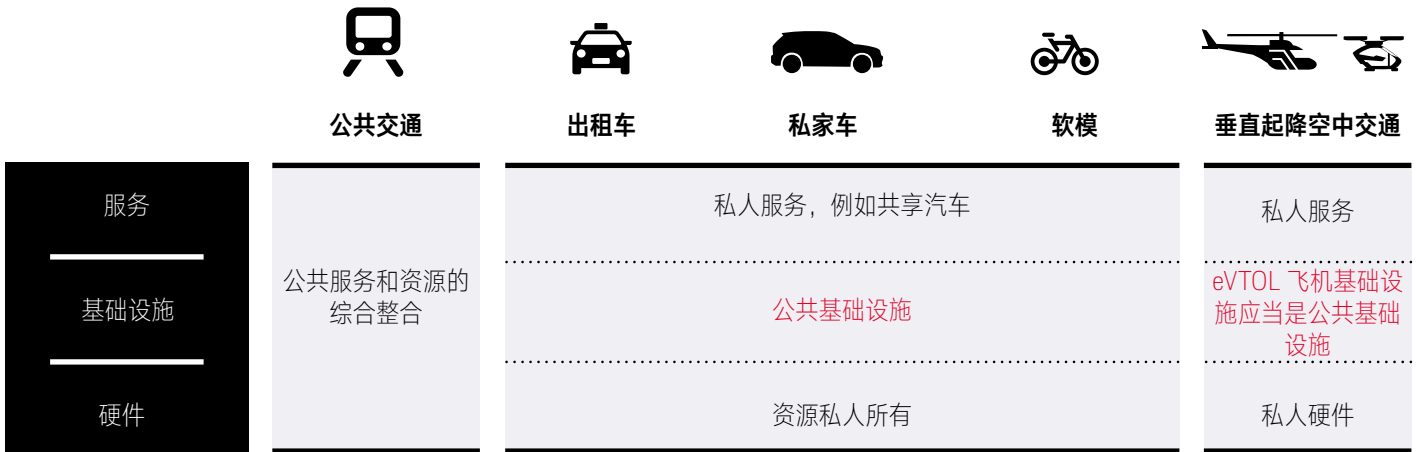 公共交通
出租车
私家车
软模
垂直起降空中交通
服务
私人服务，例如共享汽车
私人服务
基础设施
公共服务和资源的
综合整合
公共基础设施
eVTOL 飞机基础设
施应当是公共基础
设施
硬件
资源私人所有
私人硬件